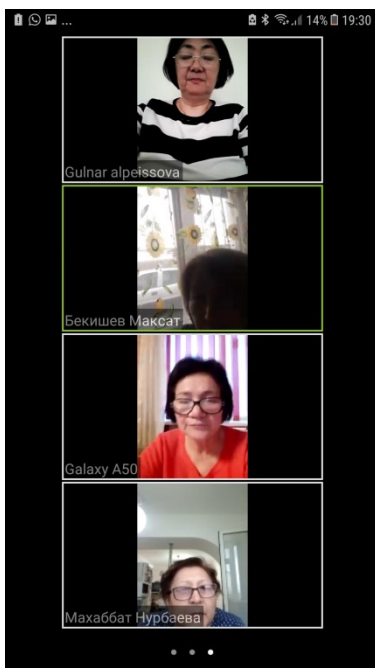 14% 19:30
Gulnar alpeissova
Бекишев Максат
Galaxy A50
Махаббат Нурбаева